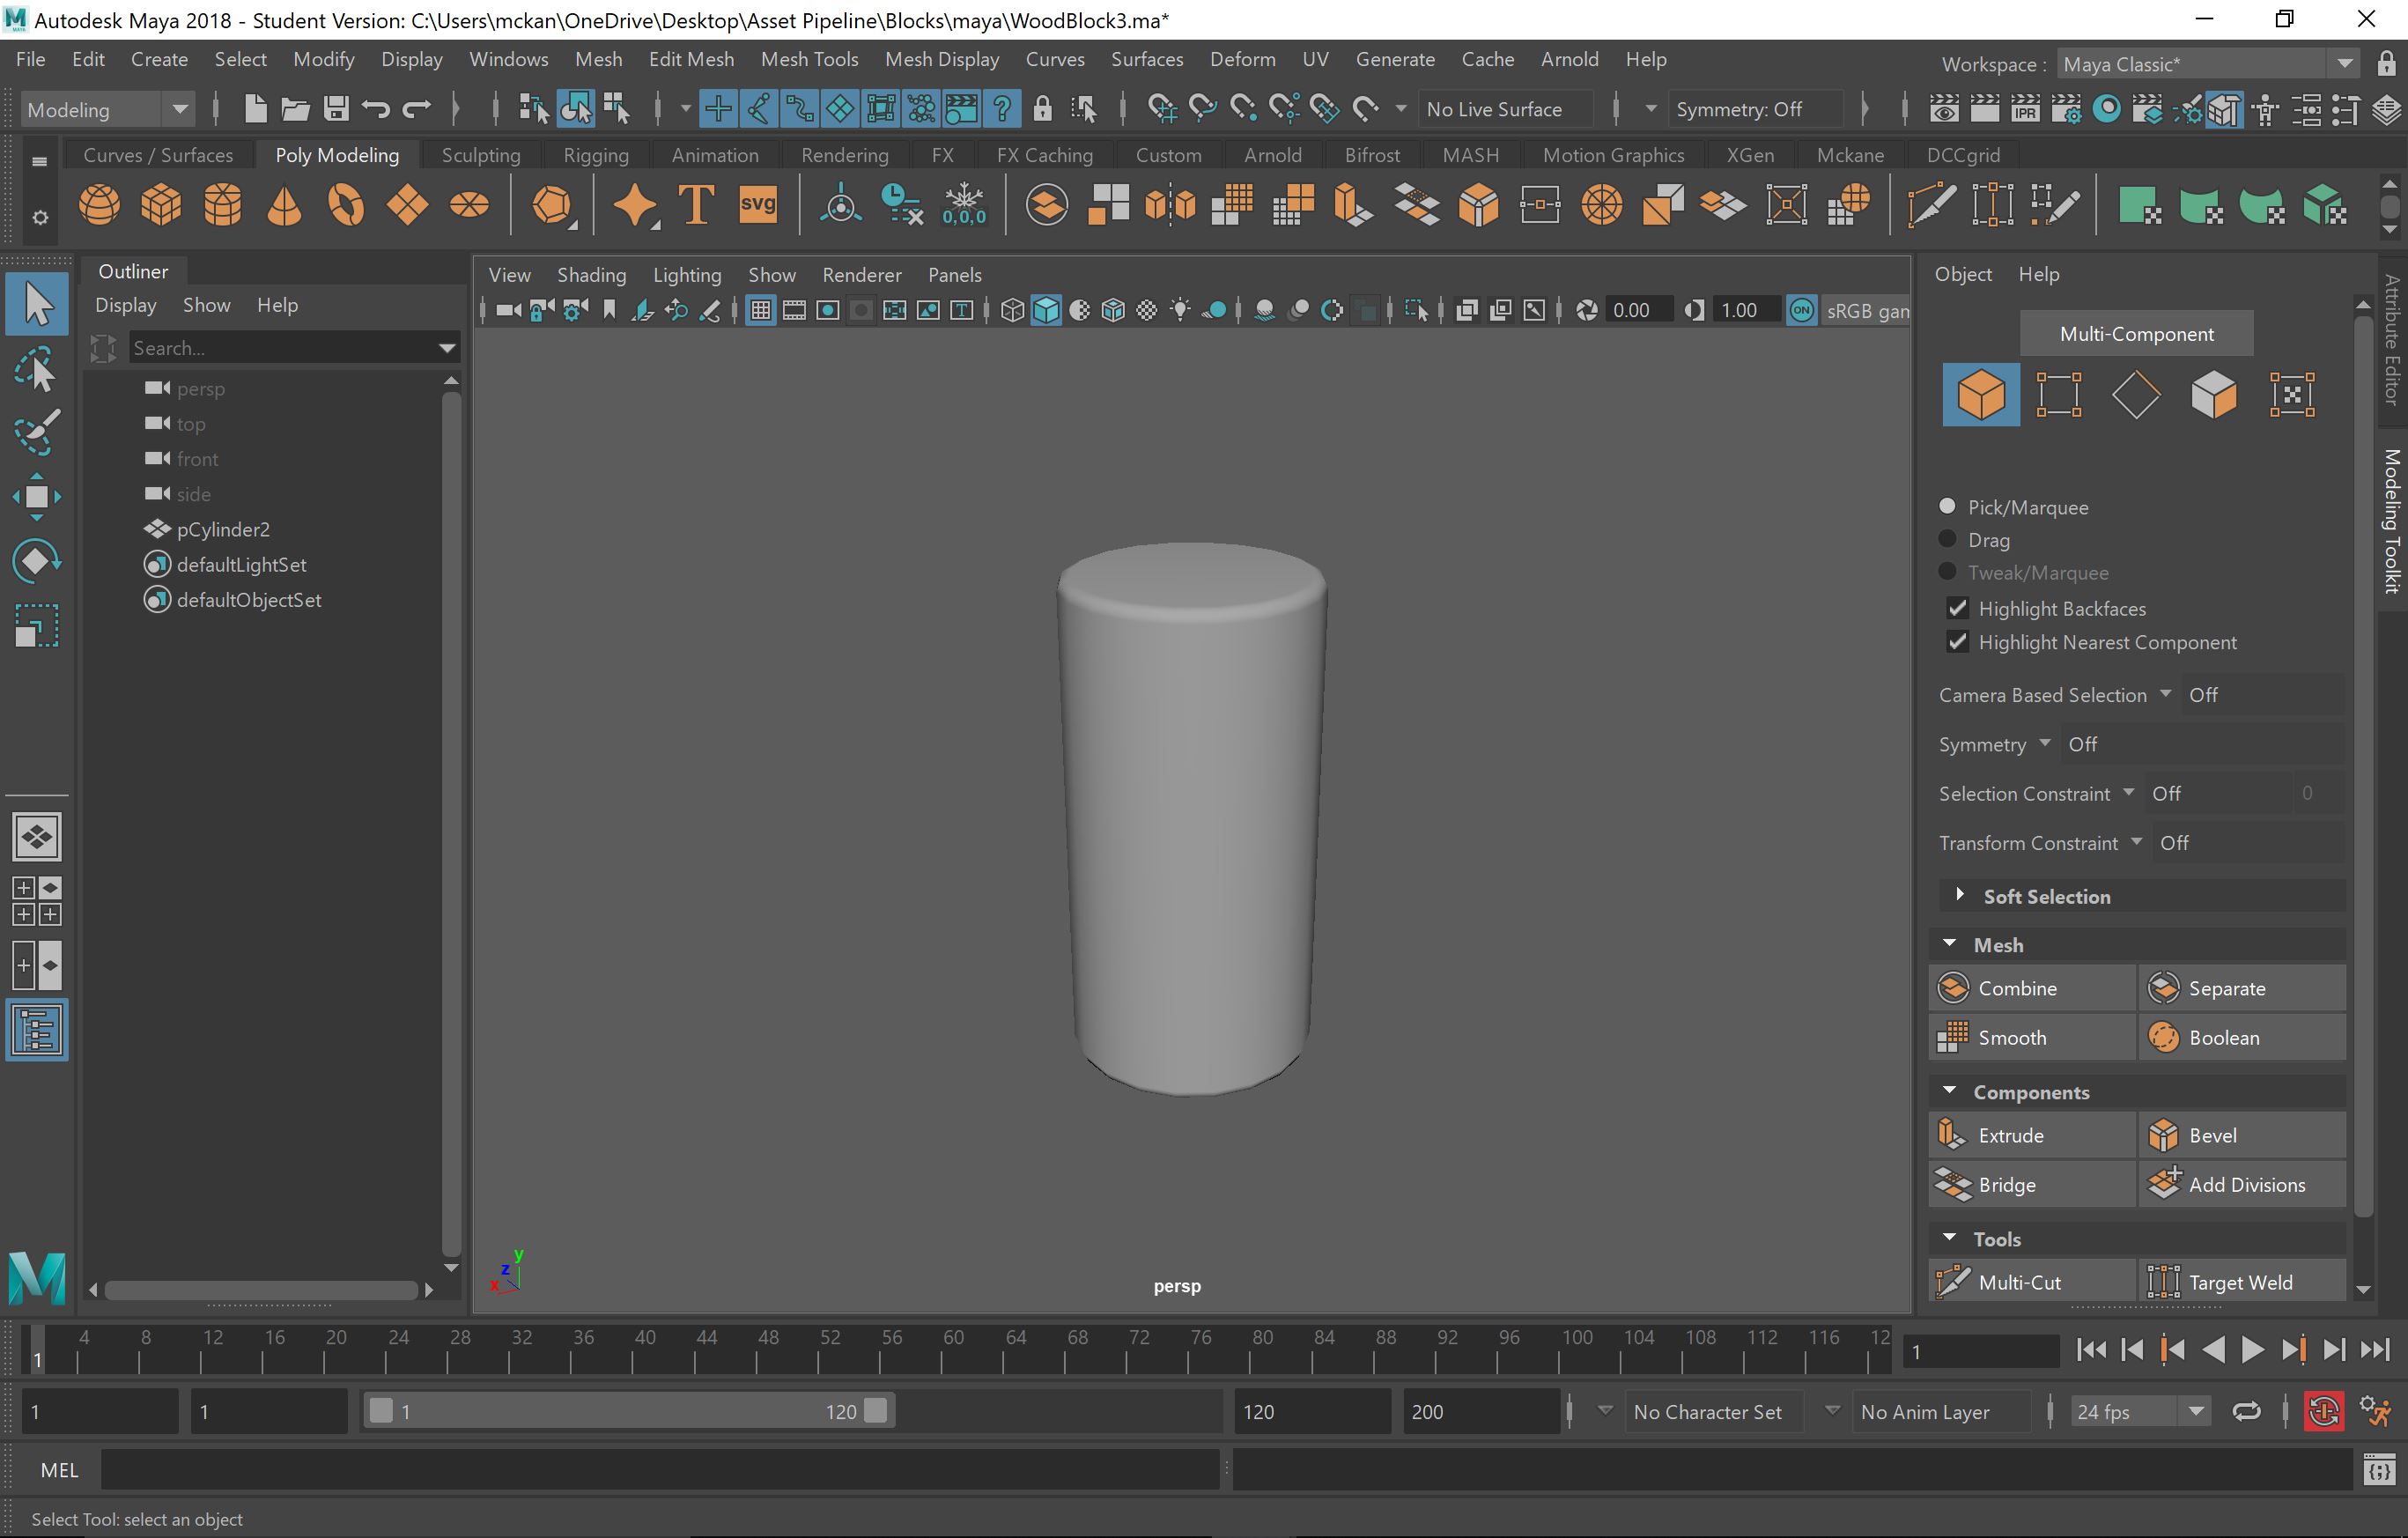 Autodesk Maya 2018 - Student Version: C:\Users\mckan\OneDrive\Desktop\Asset Pipeline\Blocks\maya\WoodBlock3.ma*
File Edit Create Select Modify Display Windows Mesh Edit Mesh Mesh Tools Mesh Display Curves Surfaces Deform UV Generate Cache Arnold Help Workspace : Maya Classic*
Modeling No Live Surface Symmetry: Off IPR
Curves / Surfaces Poly Modeling Sculpting Rigging Animation Rendering FX FX Caching Custom Arnold Bifrost MASH Motion Graphics XGen Mckane DCCgrid
T svg 0,0,0
Outliner
Display Show Help
Search...
persp
top
front
side
pCylinder2
defaultLightSet
defaultObjectSet
View Shading Lighting Show Renderer Panels
0.00 1.00 ON sRGB gam
y
z
x
persp
Object Help
Multi-Component
Pick/Marquee
Drag
Tweak/Marquee
Highlight Backfaces
Highlight Nearest Component
Camera Based Selection Off
Symmetry Off
Selection Constraint Off 0
Transform Constraint Off
Soft Selection
Mesh
Combine Separate
Smooth Boolean
Components
Extrude Bevel
Bridge Add Divisions
Tools
Multi-Cut Target Weld
Attribute Editor
Modeling Toolkit
4 8 12 16 20 24 28 32 36 40 44 48 52 56 60 64 68 72 76 80 84 88 92 96 100 104 108 112 116 12
1 1
1 1 1 120 120 200 No Character Set No Anim Layer 24 fps
MEL
Select Tool: select an object